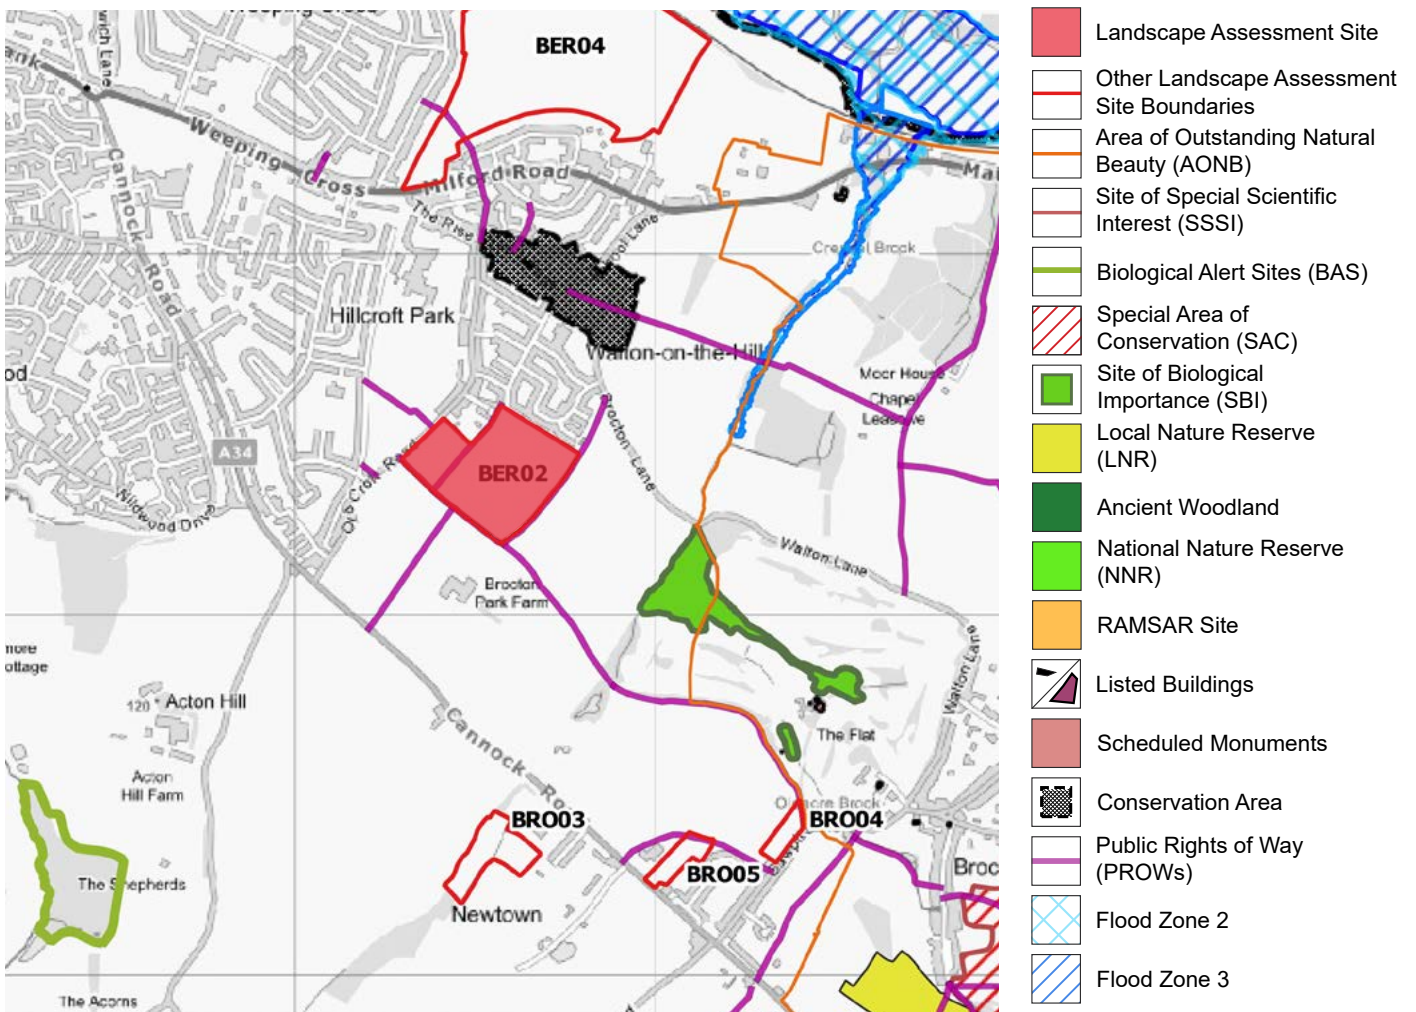 Weeping Cross
BER04
Weeping Cross
Milford Road
The Rise
Cannock Road
Hillcroft Park
Walton-on-the-Hill
Moor House
Chapel
Leasowe
A34
BER02
Old Croft Road
Brocton Lane
Wildwood Drive
Walton Lane
Brocton
Park Farm
Walton Lane
120
Acton Hill
Cannock Road
The Flat
Acton
Hill Farm
BRO03
BRO04
BRO05
The Shepherds
Newtown
Broc
The Acorns
Landscape Assessment Site
Other Landscape Assessment
Site Boundaries
Area of Outstanding Natural
Beauty (AONB)
Site of Special Scientific
Interest (SSSI)
Biological Alert Sites (BAS)
Special Area of
Conservation (SAC)
Site of Biological
Importance (SBI)
Local Nature Reserve
(LNR)
Ancient Woodland
National Nature Reserve
(NNR)
RAMSAR Site
Listed Buildings
Scheduled Monuments
Conservation Area
Public Rights of Way
(PROWs)
Flood Zone 2
Flood Zone 3